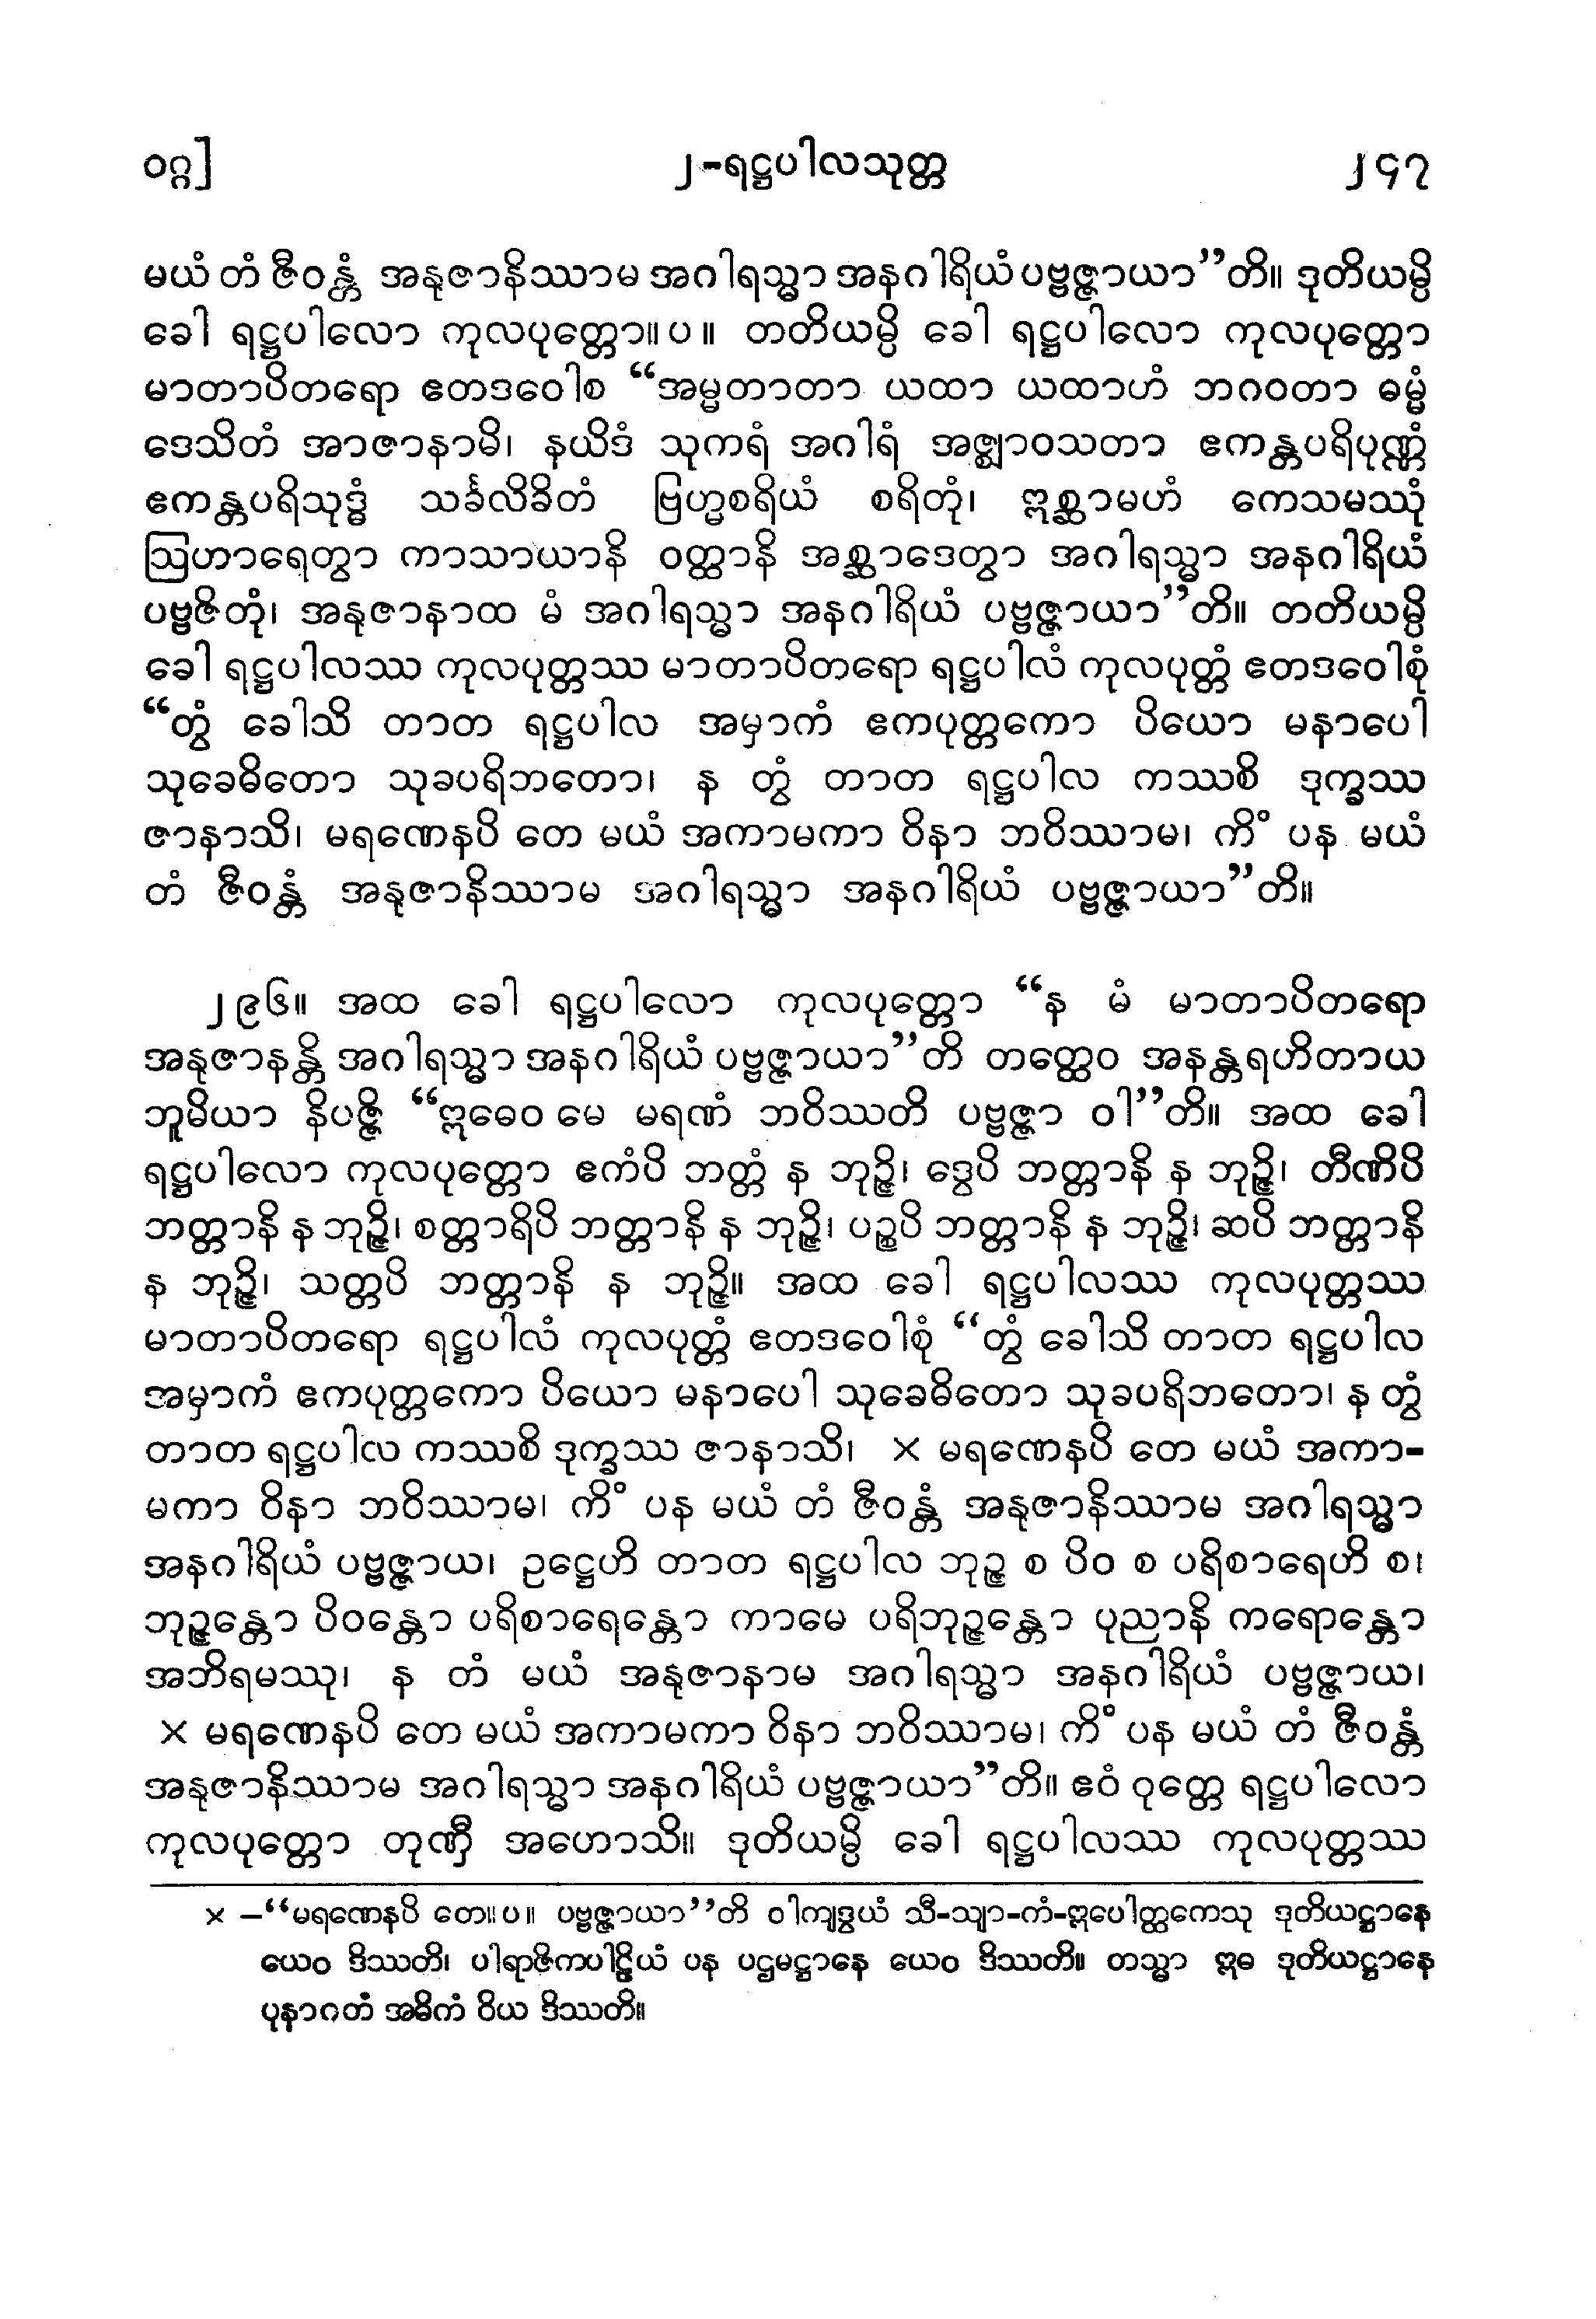 ဝဂ္ဂ] ၂-ရဋ္ဌပါလသုတ္တ ၂၄၇
မယံ တံ ဇီဝန္တံ အနုဇာနိဿာမ အဂါရသ္မာ အနဂါရိယံ ပဗ္ဗဇ္ဇာယာ”တိ။ ဒုတိယမ္ပိ
ခေါ ရဋ္ဌပါလော ကုလပုတ္တော။ပ။ တတိယမ္ပိ ခေါ ရဋ္ဌပါလော ကုလပုတ္တော
မာတာပိတရော ဧတဒဝေါစ “အမ္မတာတာ ယထာ ယထာဟံ ဘဂဝတာ ဓမ္မံ
ဒေသိတံ အာဇာနာမိ၊ နယိဒံ သုကရံ အဂါရံ အဇ္ဈာဝသတာ ဧကန္တပရိပုဏ္ဏံ
ဧကန္တပရိသုဒ္ဓံ သင်္ခလိခိတံ ဗြဟ္မစရိယံ စရိတုံ၊ ဣစ္ဆာမဟံ ကေသမဿုံ
ဩဟာရေတွာ ကာသာယာနိ ဝတ္ထာနိ အစ္ဆာဒေတွာ အဂါရသ္မာ အနဂါရိယံ
ပဗ္ဗဇိတုံ၊ အနုဇာနာထ မံ အဂါရသ္မာ အနဂါရိယံ ပဗ္ဗဇ္ဇာယာ”တိ။ တတိယမ္ပိ
ခေါ ရဋ္ဌပါလဿ ကုလပုတ္တဿ မာတာပိတရော ရဋ္ဌပါလံ ကုလပုတ္တံ ဧတဒဝေါစုံ
“တွံ ခေါသိ တာတ ရဋ္ဌပါလ အမှာကံ ဧကပုတ္တကော ပိယော မနာပေါ
သုခေဓိတော သုခပရိဘတော၊ န တွံ တာတ ရဋ္ဌပါလ ကဿစိ ဒုက္ခဿ
ဇာနာသိ၊ မရဏေနပိ တေ မယံ အကာမကာ ဝိနာ ဘဝိဿာမ၊ ကိံ ပန မယံ
တံ ဇီဝန္တံ အနုဇာနိဿာမ အဂါရသ္မာ အနဂါရိယံ ပဗ္ဗဇ္ဇာယာ”တိ။
၂၉၆။ အထ ခေါ ရဋ္ဌပါလော ကုလပုတ္တော “န မံ မာတာပိတရော
အနုဇာနန္တိ အဂါရသ္မာ အနဂါရိယံ ပဗ္ဗဇ္ဇာယာ”တိ တတ္ထေဝ အနန္တရဟိတာယ
ဘူမိယာ နိပဇ္ဇိ “ဣဓေဝ မေ မရဏံ ဘဝိဿတိ ပဗ္ဗဇ္ဇာ ဝါ”တိ။ အထ ခေါ
ရဋ္ဌပါလော ကုလပုတ္တော ဧကံပိ ဘတ္တံ န ဘုဉ္ဇိ၊ ဒွေပိ ဘတ္တာနိ န ဘုဉ္ဇိ၊ တီဏိပိ
ဘတ္တာနိ န ဘုဉ္ဇိ၊ စတ္တာရိပိ ဘတ္တာနိ န ဘုဉ္ဇိ၊ ပဉ္စပိ ဘတ္တာနိ န ဘုဉ္ဇိ၊ ဆပိ ဘတ္တာနိ
န ဘုဉ္ဇိ၊ သတ္တပိ ဘတ္တာနိ န ဘုဉ္ဇိ။ အထ ခေါ ရဋ္ဌပါလဿ ကုလပုတ္တဿ
မာတာပိတရော ရဋ္ဌပါလံ ကုလပုတ္တံ ဧတဒဝေါစုံ “တွံ ခေါသိ တာတ ရဋ္ဌပါလ
အမှာကံ ဧကပုတ္တကော ပိယော မနာပေါ သုခေဓိတော သုခပရိဘတော၊ န တွံ
တာတ ရဋ္ဌပါလ ကဿစိ ဒုက္ခဿ ဇာနာသိ၊ × မရဏေနပိ တေ မယံ အကာ-
မကာ ဝိနာ ဘဝိဿာမ၊ ကိံ ပန မယံ တံ ဇီဝန္တံ အနုဇာနိဿာမ အဂါရသ္မာ
အနဂါရိယံ ပဗ္ဗဇ္ဇာယ၊ ဥဋ္ဌေဟိ တာတ ရဋ္ဌပါလ ဘုဉ္ဇ စ ပိဝ စ ပရိစာရေဟိ စ၊
ဘုဉ္ဇန္တော ပိဝန္တော ပရိစာရေန္တော ကာမေ ပရိဘုဉ္ဇန္တော ပုညာနိ ကရောန္တော
အဘိရမဿု၊ န တံ မယံ အနုဇာနာမ အဂါရသ္မာ အနဂါရိယံ ပဗ္ဗဇ္ဇာယ၊
× မရဏေနပိ တေ မယံ အကာမကာ ဝိနာ ဘဝိဿာမ၊ ကိံ ပန မယံ တံ ဇီဝန္တံ
အနုဇာနိဿာမ အဂါရသ္မာ အနဂါရိယံ ပဗ္ဗဇ္ဇာယာ”တိ။ ဧဝံ ဝုတ္တေ ရဋ္ဌပါလော
ကုလပုတ္တော တုဏှီ အဟောသိ။ ဒုတိယမ္ပိ ခေါ ရဋ္ဌပါလဿ ကုလပုတ္တဿ
× –“မရဏေနပိ တေ။ပ။ ပဗ္ဗဇ္ဇာယာ”တိ ဝါကျဒွယံ သီ-သျာ-ကံ-ဣပေါတ္ထကေသု ဒုတိယဋ္ဌာနေ
ယေဝ ဒိဿတိ၊ ပါရာဇိကပါဠိယံ ပန ပဌမဋ္ဌာနေ ယေဝ ဒိဿတိ။ တသ္မာ ဣဓ ဒုတိယဋ္ဌာနေ
ပုနာဂတံ အဓိကံ ဝိယ ဒိဿတိ။